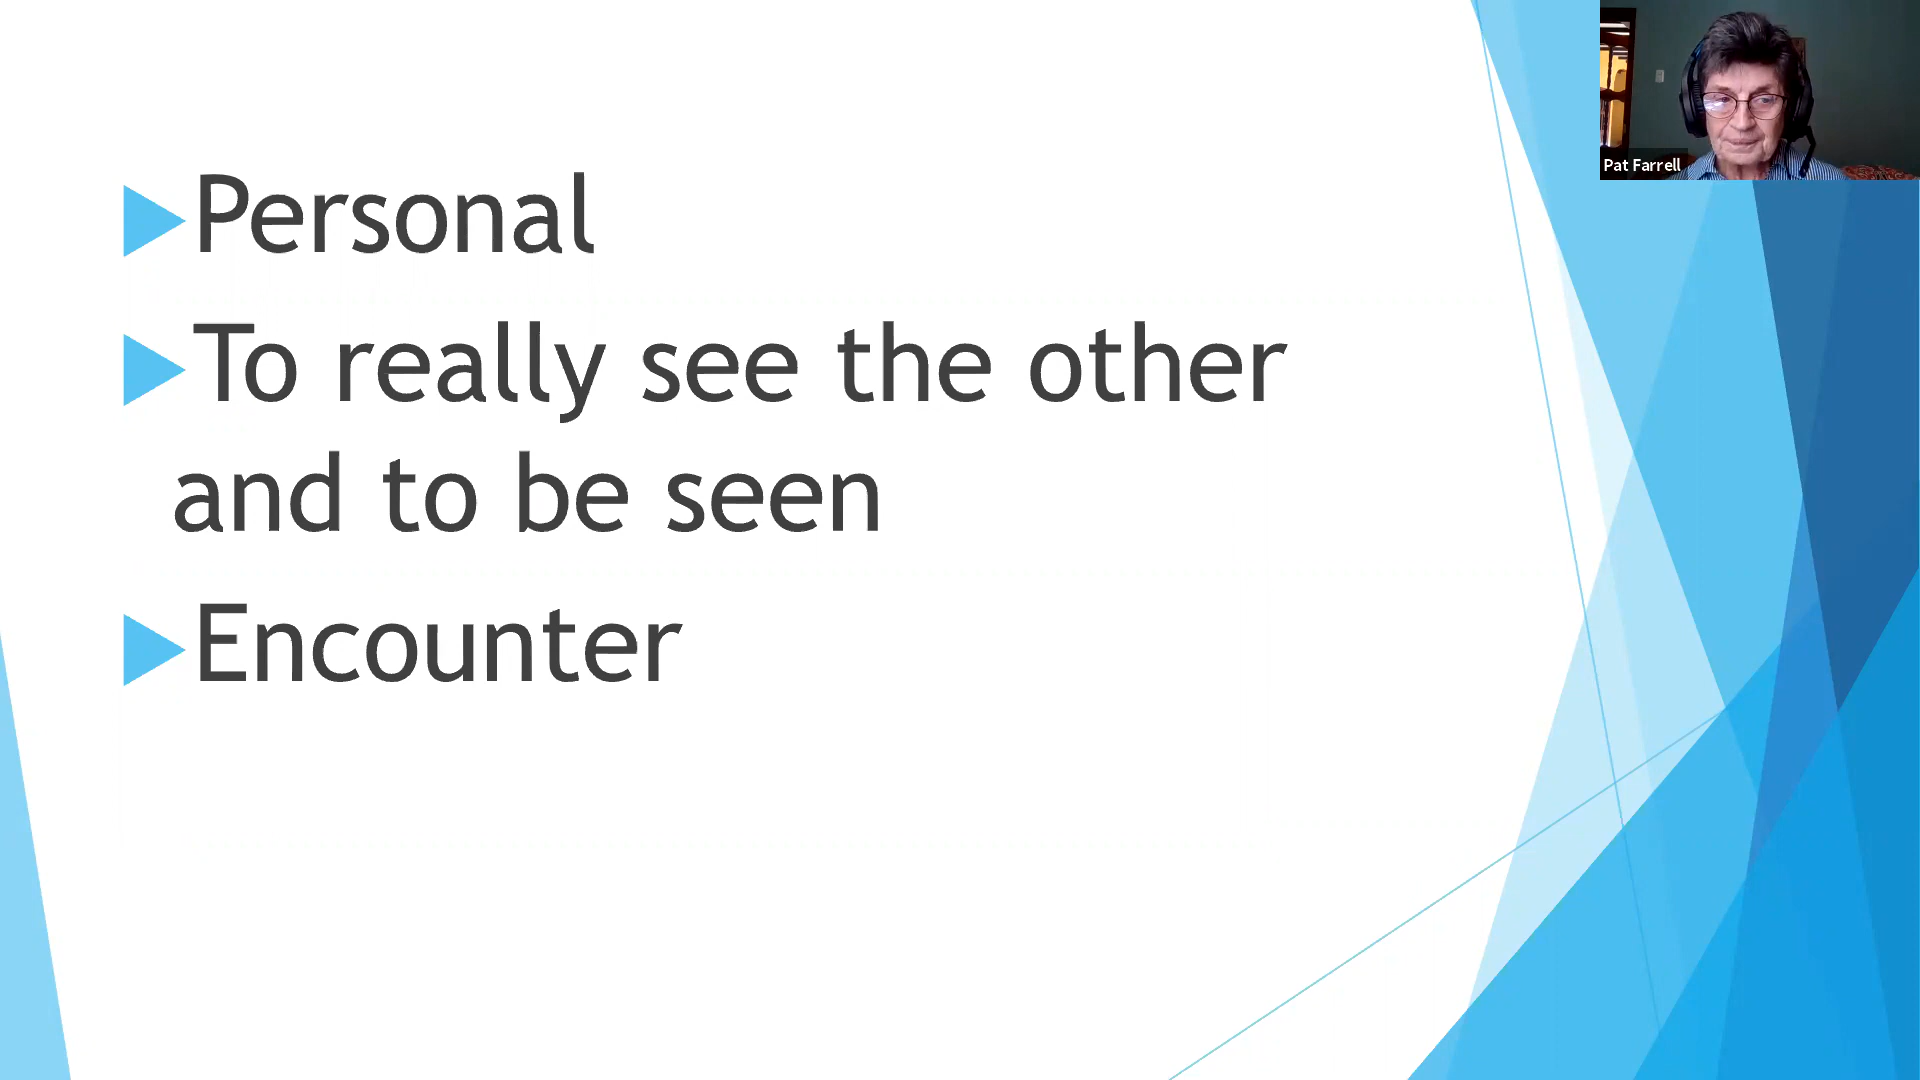 Personal
To really see the other
and to be seen
Encounter
Pat Farrell